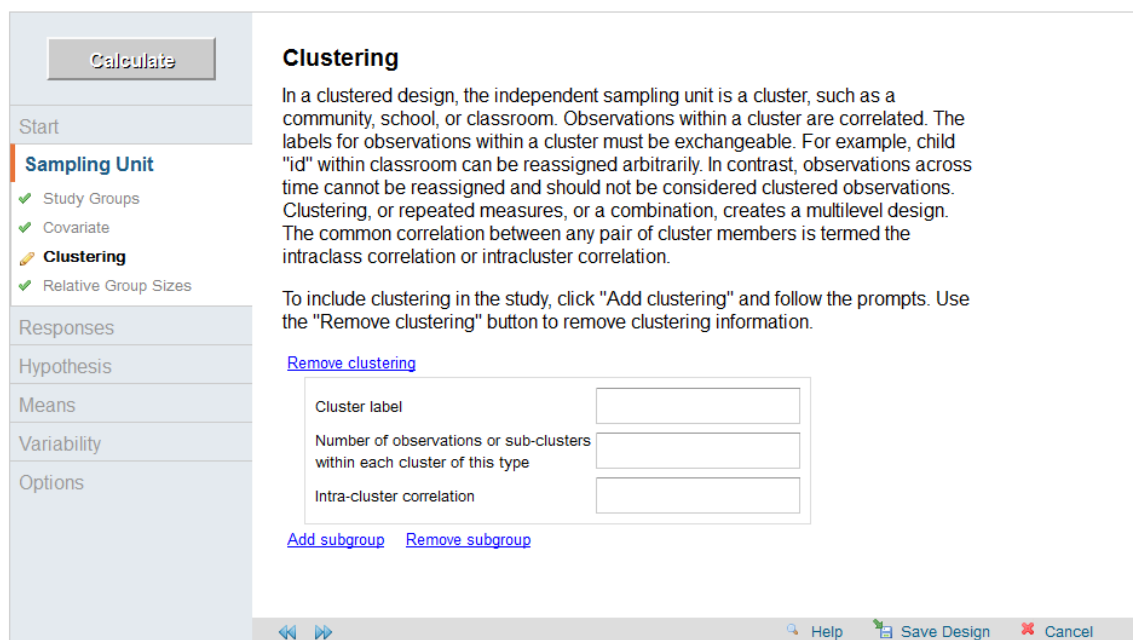 Calculate
Start
Sampling Unit
Study Groups
Covariate
Clustering
Relative Group Sizes
Responses
Hypothesis
Means
Variability
Options
Clustering
In a clustered design, the independent sampling unit is a cluster, such as a
community, school, or classroom. Observations within a cluster are correlated. The
labels for observations within a cluster must be exchangeable. For example, child
"id" within classroom can be reassigned arbitrarily. In contrast, observations across
time cannot be reassigned and should not be considered clustered observations.
Clustering, or repeated measures, or a combination, creates a multilevel design.
The common correlation between any pair of cluster members is termed the
intraclass correlation or intracluster correlation.
To include clustering in the study, click "Add clustering" and follow the prompts. Use
the "Remove clustering" button to remove clustering information.
Remove clustering
Cluster label
Number of observations or sub-clusters
within each cluster of this type
Intra-cluster correlation
Add subgroup Remove subgroup
Help Save Design Cancel